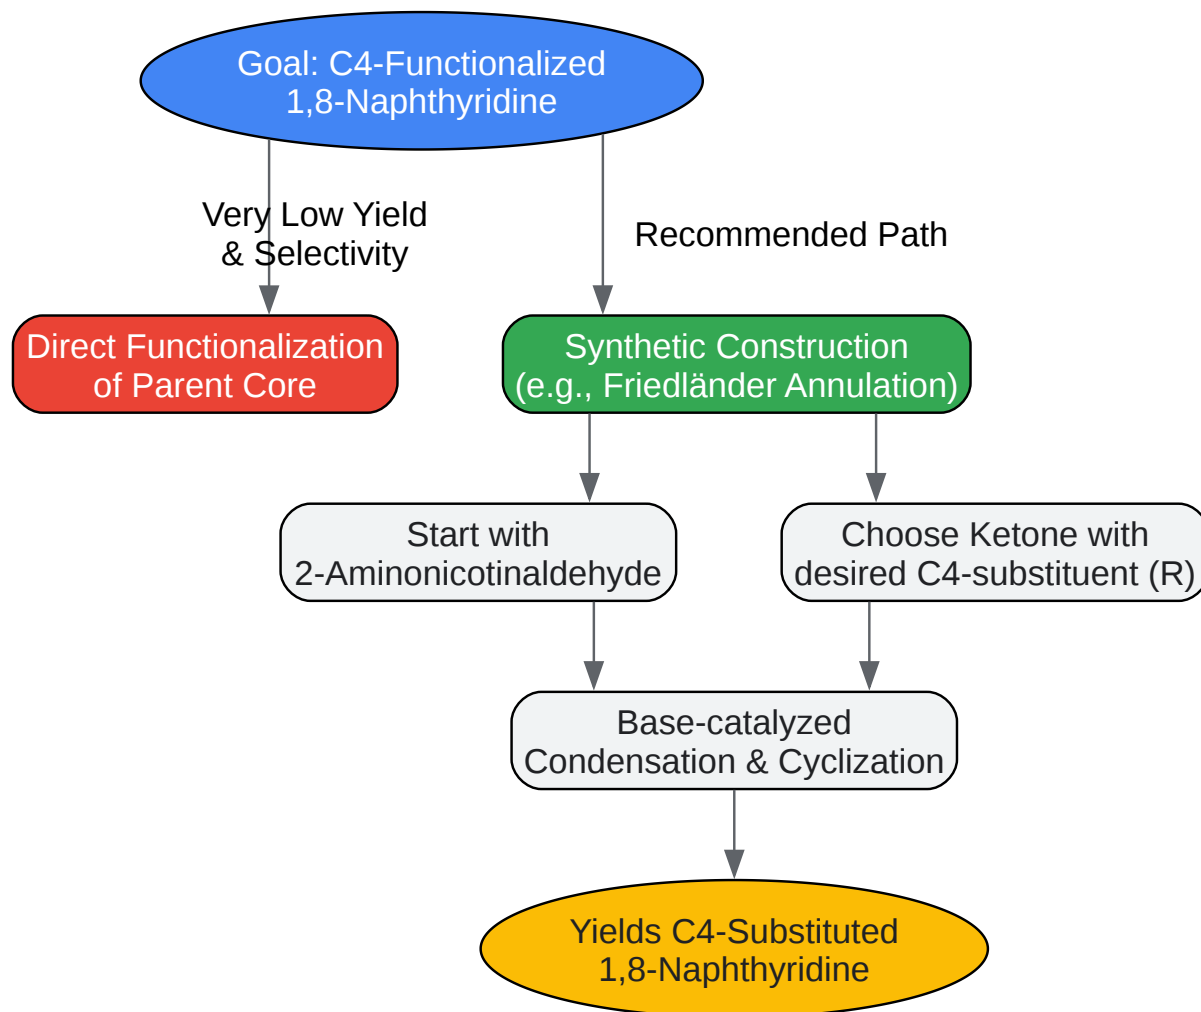 Goal: C4-Functionalized
1,8-Naphthyridine
Very Low Yield
& Selectivity
Recommended Path
Direct Functionalization
of Parent Core
Synthetic Construction
(e.g., Friedländer Annulation)
Start with
2-Aminonicotinaldehyde
Choose Ketone with
desired C4-substituent (R)
Base-catalyzed
Condensation & Cyclization
Yields C4-Substituted
1,8-Naphthyridine